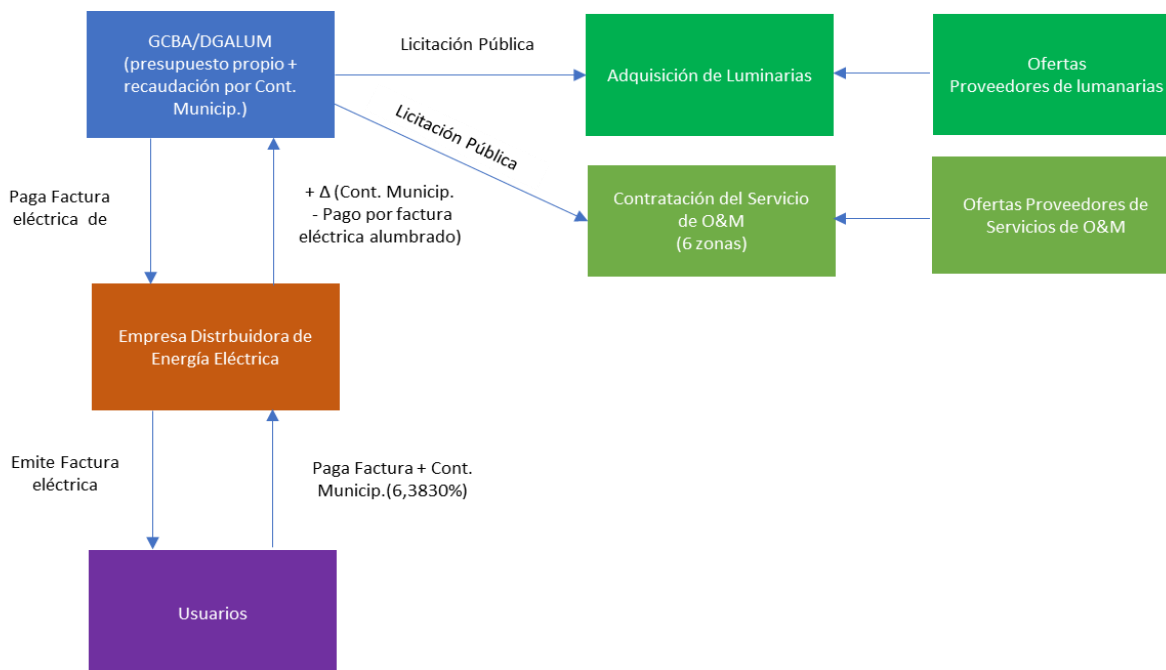 GCBA/DGALUM
(presupuesto propio +
recaudación por Cont.
Municip.)
Licitación Pública
Adquisición de Luminarias
Ofertas
Proveedores de lumanarias
Licitación Pública
Paga Factura
eléctrica de
+ Δ (Cont. Municip.
- Pago por factura
eléctrica alumbrado)
Contratación del Servicio
de O&M
(6 zonas)
Ofertas Proveedores de
Servicios de O&M
Empresa Distrbuidora de
Energía Eléctrica
Emite Factura
eléctrica
Paga Factura + Cont.
Municip.(6,3830%)
Usuarios